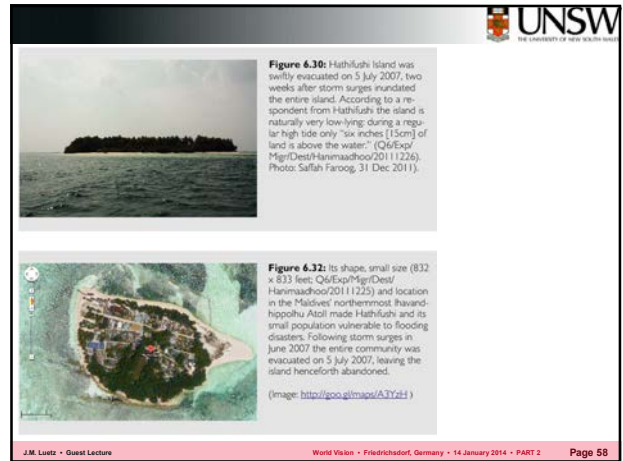 UNSW
THE UNIVERSITY OF NEW SOUTH WALES
Figure 6.30: Hathifushi Island was
swiftly evacuated on 5 July 2007, two
weeks after storm surges inundated
the entire island. According to a re-
spondent from Hathifushi the island is
naturally very low-lying: during a regu-
lar high tide only "six inches [15cm] of
land is above the water." (Q6/Exp/
Migr/Dest/Hanimaadhoo/20111226).
Photo: Saffah Faroog, 31 Dec 2011).
Figure 6.32: Its shape, small size (832
x 833 feet; Q6/Exp/Migr/Dest/
Hanimaadhoo/20111225) and location
in the Maldives' northernmost Ihavand-
hippolhu Atoll made Hathifushi and its
small population vulnerable to flooding
disasters. Following storm surges in
June 2007 the entire community was
evacuated on 5 July 2007, leaving the
island henceforth abandoned.
(Image: http://goo.gl/maps/A3YzH )
J.M. Luetz • Guest Lecture World Vision • Friedrichsdorf, Germany • 14 January 2014 • PART 2 Page 58